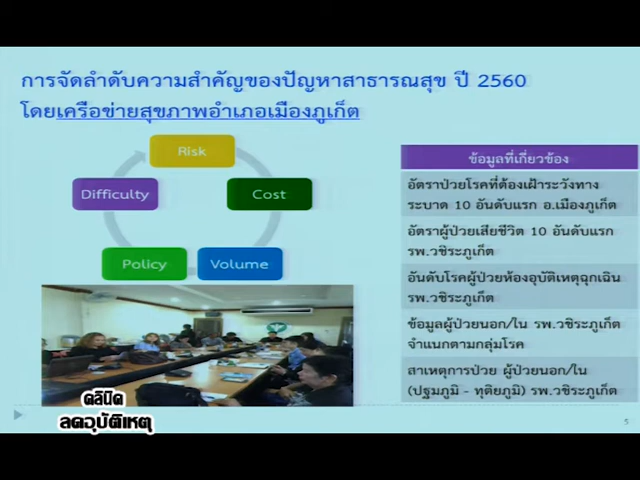 การจัดลำดับความสำคัญของปัญหาสาธารณสุข ปี 2560
โดยเครือข่ายสุขภาพอำเภอเมืองภูเก็ต
Risk
Difficulty
Cost
Policy
Volume
ข้อมูลที่เกี่ยวข้อง
อัตราป่วยโรคที่ต้องเฝ้าระวังทาง
ระบาด 10 อันดับแรก อ.เมืองภูเก็ต
อัตราผู้ป่วยเสียชีวิต 10 อันดับแรก
รพ.วชิระภูเก็ต
อันดับโรคผู้ป่วยห้องอุบัติเหตุฉุกเฉิน
รพ.วชิระภูเก็ต
ข้อมูลผู้ป่วยนอก/ใน รพ.วชิระภูเก็ต
จำแนกตามกลุ่มโรค
สาเหตุการป่วย ผู้ป่วยนอก/ใน
(ปฐมภูมิ - ทุติยภูมิ) รพ.วชิระภูเก็ต
คลินิค
ลดอุบัติเหตุ
5